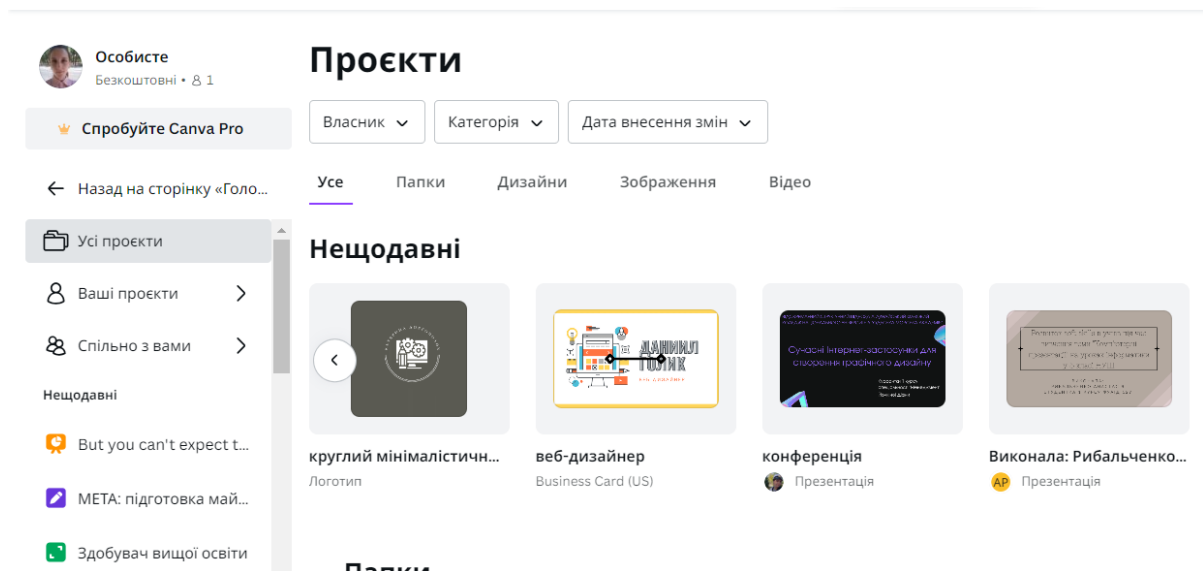 Особисте
Безкоштовні • 1
Спробуйте Canva Pro
Назад на сторінку «Голо...
Усі проєкти
Ваші проєкти
Спільно з вами
Нещодавні
But you can't expect t...
МЕТА: підготовка май...
Здобувач вищої освіти
Проєкти
Власник
Категорія
Дата внесення змін
Усе
Папки
Дизайни
Зображення
Відео
Нещодавні
ДАНИИЛ
ГОЛИК
Сучасні інтернет-застосунки для
створення графічного дизайну
круглий мінімалістичн...
Логотип
веб-дизайнер
Business Card (US)
конференція
Презентація
Виконала: Рибальченко...
AP
Презентація
Папки